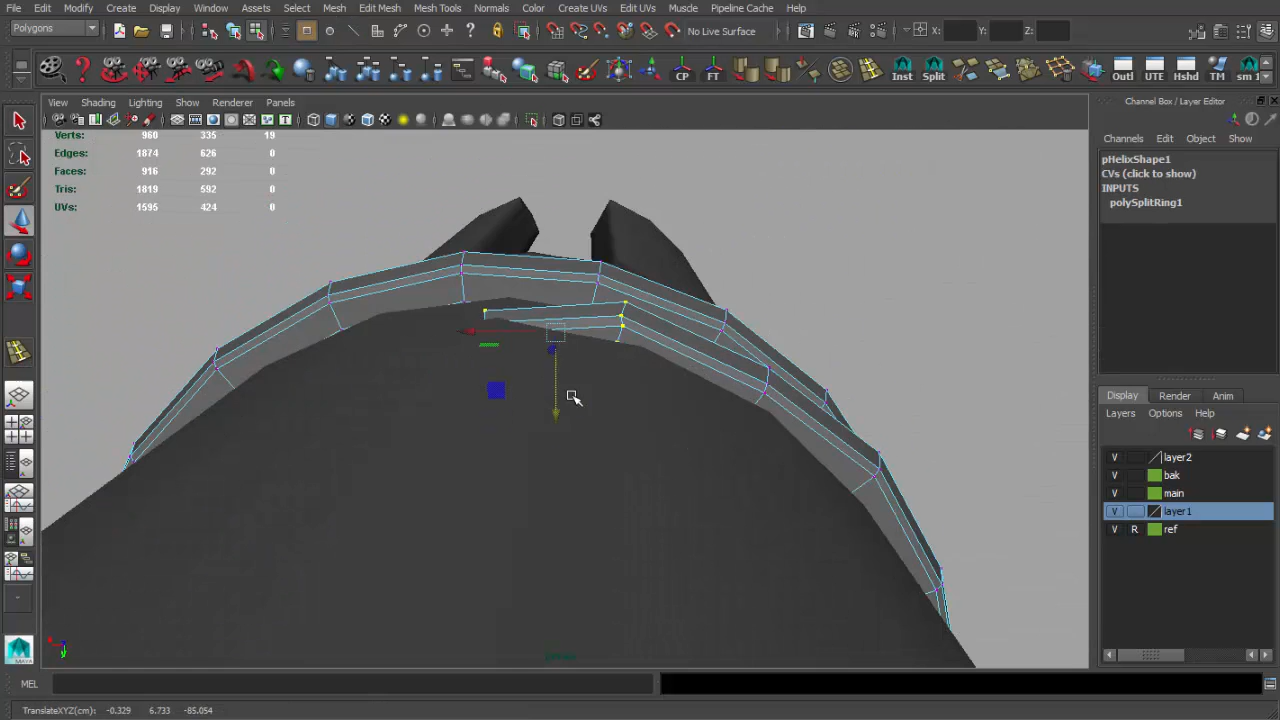 File Edit Modify Create Display Window Assets Select Mesh Edit Mesh Mesh Tools Normals Color Create UVs Edit UVs Muscle Pipeline Cache Help
Polygons No Live Surface X: Y: Z:
CP FT Inst Split Outl UTE Hshd TM sm 1
View Shading Lighting Show Renderer Panels
Channel Box / Layer Editor
Verts: 960 335 19
Edges: 1874 626 0
Faces: 916 292 0
Tris: 1819 592 0
UVs: 1595 424 0
Channels Edit Object Show
pHelixShape1
CVs (click to show)
INPUTS
polySplitRing1
Display Render Anim
Layers Options Help
V layer2
V bak
V main
V layer1
V R ref
persp
MAYA
MEL
TranslateXYZ(cm): -0.329 6.733 -85.054